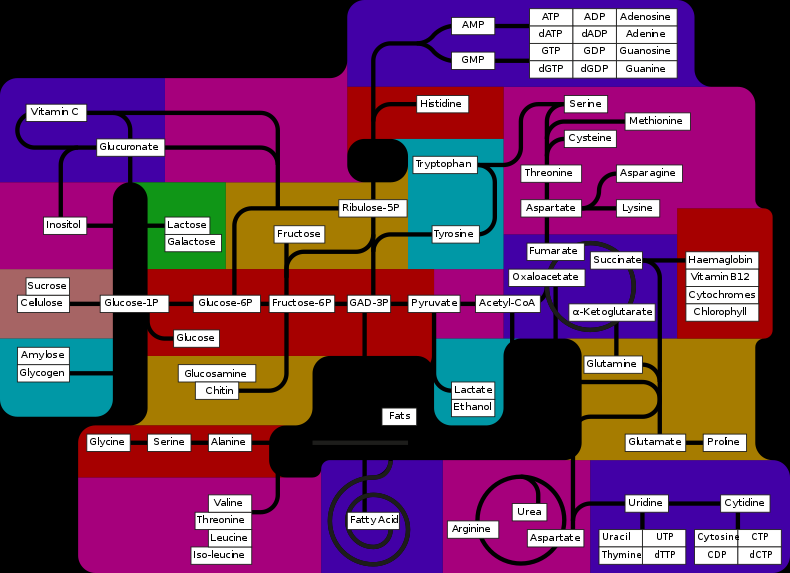 ATP ADP Adenosine
AMP
dATP dADP Adenine
GTP GDP Guanosine
GMP
dGTP dGDP Guanine
Histidine
Serine
Vitamin C
Methionine
Cysteine
Glucuronate
Tryptophan
Threonine
Asparagine
Ribulose-5P
Aspartate
Lysine
Inositol
Lactose
Galactose
Fructose
Tyrosine
Fumarate
Succinate
Haemaglobin
Oxaloacetate
Vitamin B12
Sucrose
Cytochromes
Cellulose
Glucose-1P
Glucose-6P
Fructose-6P
GAD-3P
Pyruvate
Acetyl-CoA
α-Ketoglutarate
Chlorophyll
Glucose
Amylose
Glycogen
Glucosamine
Chitin
Glutamine
Lactate
Ethanol
Fats
Glycine
Serine
Alanine
Glutamate
Proline
Valine
Threonine
Leucine
Iso-leucine
Fatty Acid
Urea
Arginine
Aspartate
Uridine
Cytidine
Uracil UTP
Cytosine CTP
Thymine dTTP
CDP dCTP